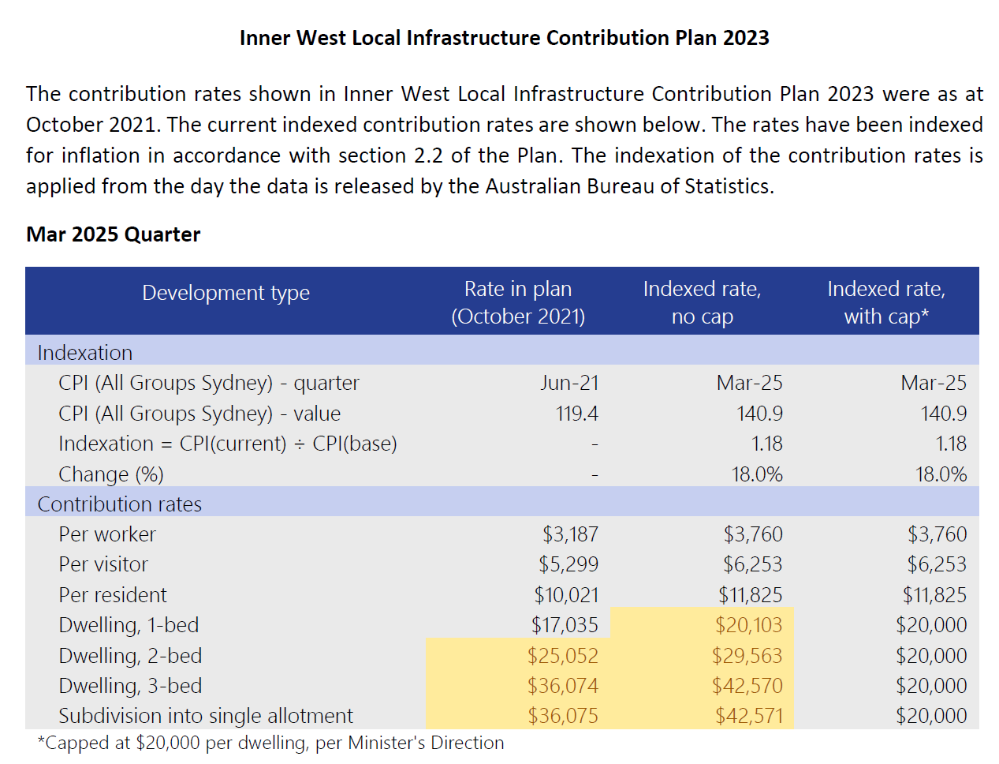 Inner West Local Infrastructure Contribution Plan 2023
The contribution rates shown in Inner West Local Infrastructure Contribution Plan 2023 were as at
October 2021. The current indexed contribution rates are shown below. The rates have been indexed
for inflation in accordance with section 2.2 of the Plan. The indexation of the contribution rates is
applied from the day the data is released by the Australian Bureau of Statistics.
Mar 2025 Quarter
Development type Rate in plan (October 2021) Indexed rate, no cap Indexed rate, with cap*
Indexation
CPI (All Groups Sydney) - quarter Jun-21 Mar-25 Mar-25
CPI (All Groups Sydney) - value 119.4 140.9 140.9
Indexation = CPI(current) ÷ CPI(base) - 1.18 1.18
Change (%) - 18.0% 18.0%
Contribution rates
Per worker $3,187 $3,760 $3,760
Per visitor $5,299 $6,253 $6,253
Per resident $10,021 $11,825 $11,825
Dwelling, 1-bed $17,035 $20,103 $20,000
Dwelling, 2-bed $25,052 $29,563 $20,000
Dwelling, 3-bed $36,074 $42,570 $20,000
Subdivision into single allotment $36,075 $42,571 $20,000
*Capped at $20,000 per dwelling, per Minister's Direction